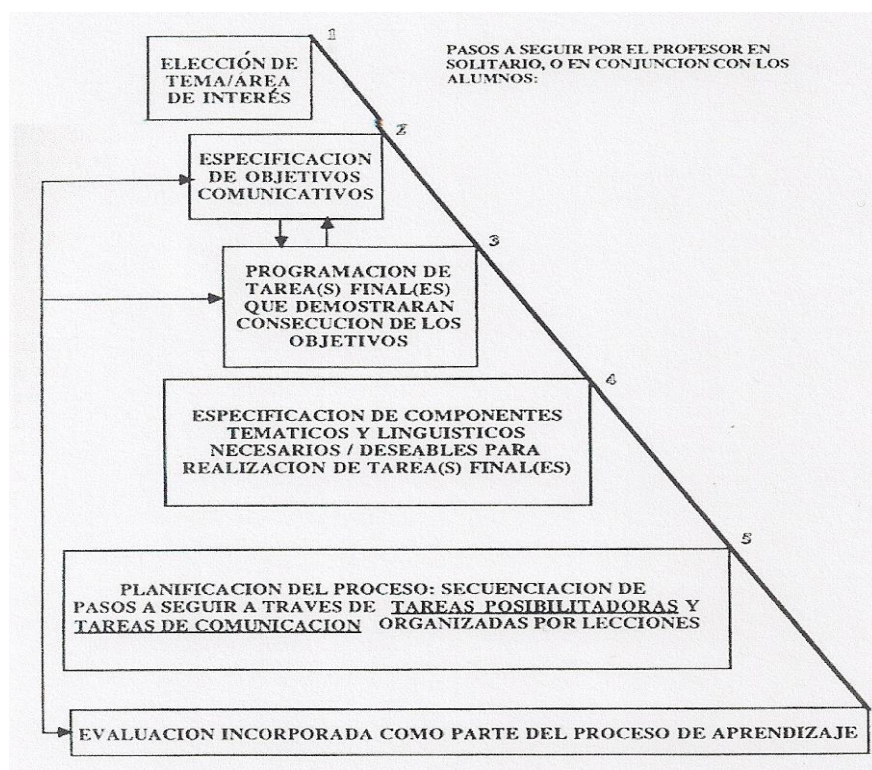 1
ELECCIÓN DE
TEMA/ÁREA
DE INTERÉS
PASOS A SEGUIR POR EL PROFESOR EN
SOLITARIO, O EN CONJUNCION CON LOS
ALUMNOS:
2
ESPECIFICACION
DE OBJETIVOS
COMUNICATIVOS
3
PROGRAMACION DE
TAREA(S) FINAL(ES)
QUE DEMOSTRARAN
CONSECUCION DE LOS
OBJETIVOS
4
ESPECIFICACION DE COMPONENTES
TEMATICOS Y LINGUISTICOS
NECESARIOS / DESEABLES PARA
REALIZACION DE TAREA(S) FINAL(ES)
5
PLANIFICACION DEL PROCESO: SECUENCIACION DE
PASOS A SEGUIR A TRAVES DE TAREAS POSIBILITADORAS Y
TAREAS DE COMUNICACION ORGANIZADAS POR LECCIONES
EVALUACION INCORPORADA COMO PARTE DEL PROCESO DE APRENDIZAJE